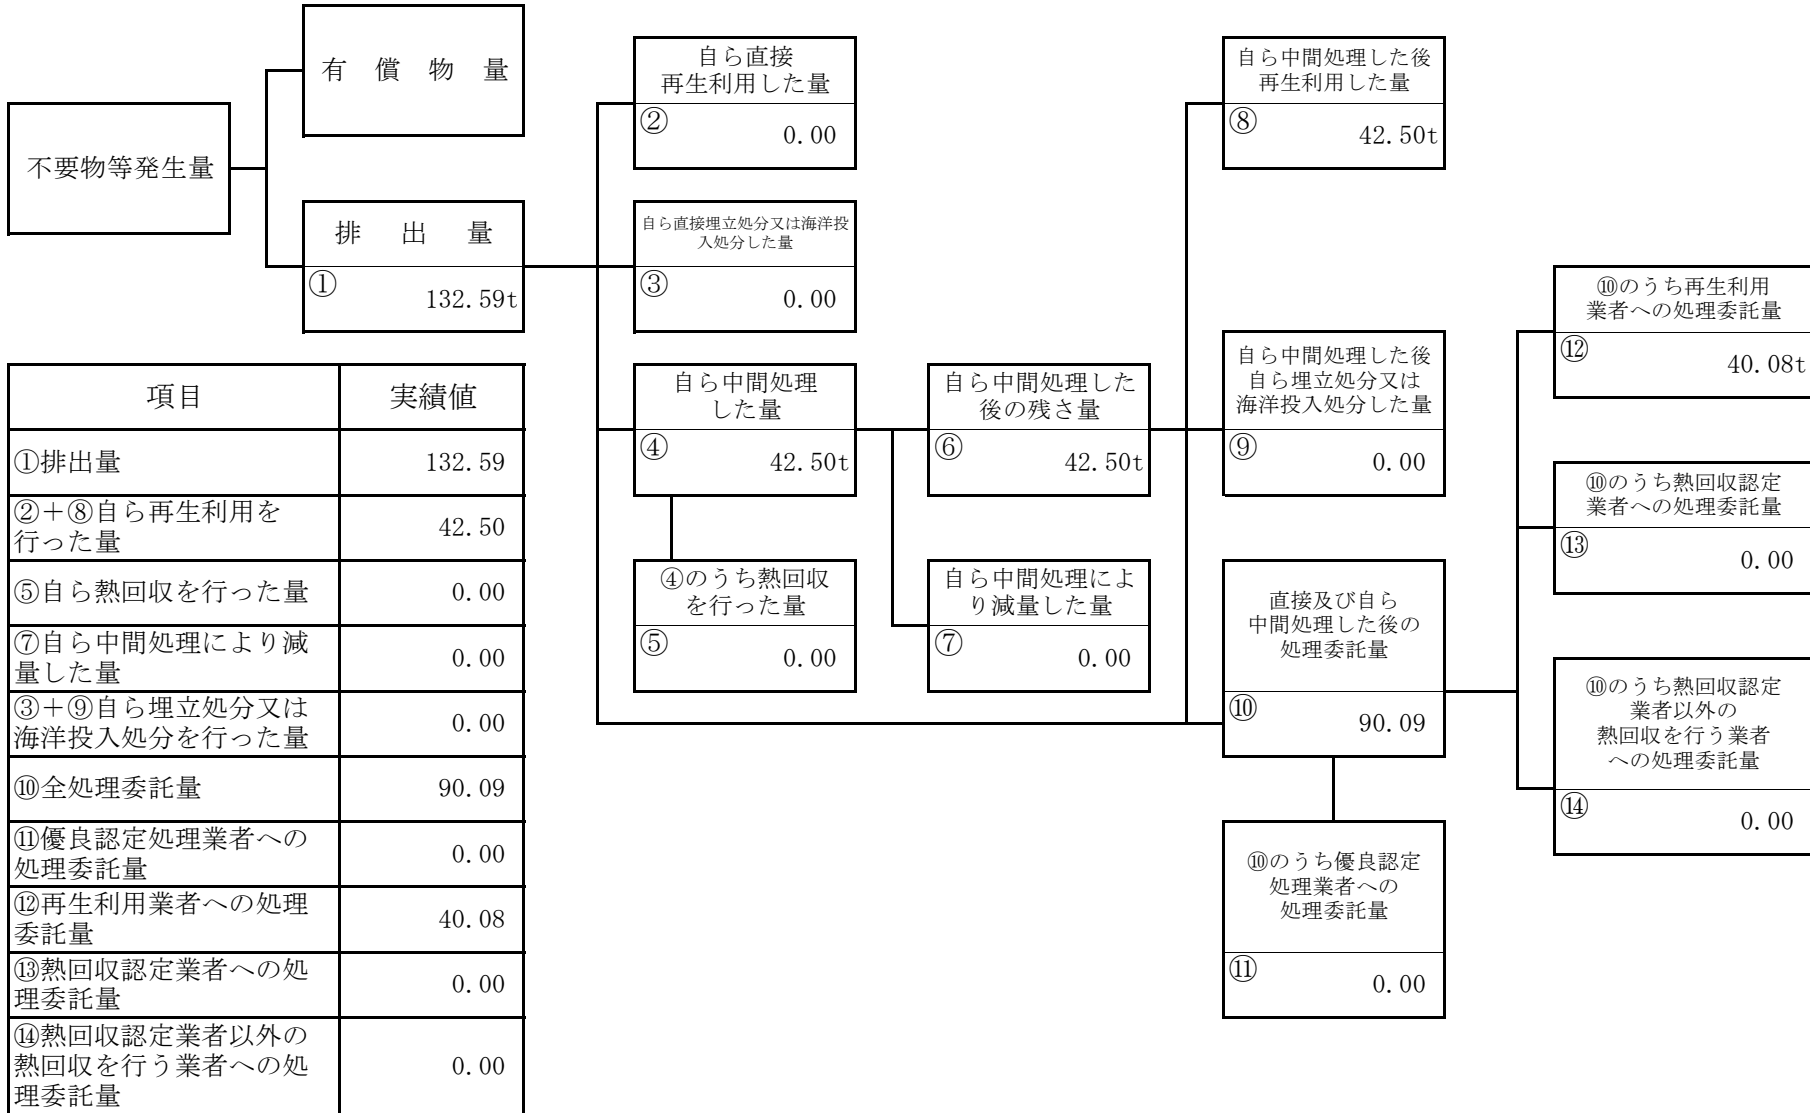 有 償 物 量
不要物等発生量
排 出 量
①
132.59t
自ら直接
再生利用した量
②
0.00
自ら直接埋立処分又は海洋投
入処分した量
③
0.00
自ら中間処理
した量
④
42.50t
④のうち熱回収
を行った量
⑤
0.00
自ら中間処理した
後の残さ量
⑥
42.50t
自ら中間処理によ
り減量した量
⑦
0.00
自ら中間処理した後
再生利用した量
⑧
42.50t
自ら中間処理した後
自ら埋立処分又は
海洋投入処分した量
⑨
0.00
直接及び自ら
中間処理した後の
処理委託量
⑩
90.09
⑩のうち優良認定
処理業者への
処理委託量
⑪
0.00
⑩のうち再生利用
業者への処理委託量
⑫
40.08t
⑩のうち熱回収認定
業者への処理委託量
⑬
0.00
⑩のうち熱回収認定
業者以外の
熱回収を行う業者
への処理委託量
⑭
0.00
項目 実績値
①排出量 132.59
②＋⑧自ら再生利用を
行った量 42.50
⑤自ら熱回収を行った量 0.00
⑦自ら中間処理により減
量した量 0.00
③＋⑨自ら埋立処分又は
海洋投入処分を行った量 0.00
⑩全処理委託量 90.09
⑪優良認定処理業者への
処理委託量 0.00
⑫再生利用業者への処理
委託量 40.08
⑬熱回収認定業者への処
理委託量 0.00
⑭熱回収認定業者以外の
熱回収を行う業者への処
理委託量 0.00